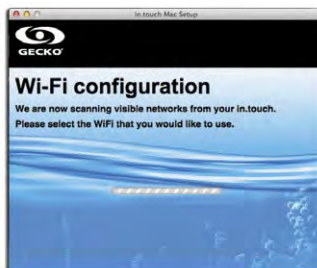 in.touch Mac Setup
GECKO
Wi-Fi configuration
We are now scanning visible networks from your in.touch.
Please select the WiFi that you would like to use.